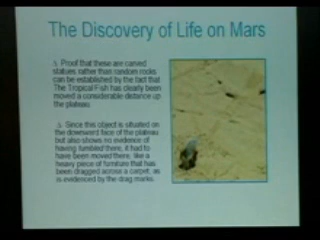 The Discovery of Life on Mars
Proof that these are carved
statues rather than random rocks
can be established by the fact that
The Tropical Fish has clearly been
moved a considerable distance up
the plateau.
Since this object is situated on
the downward face of the plateau
but also shows no evidence of
having tumbled there, it had to
have been moved there, like a
heavy piece of furniture that has
been dragged across a carpet, as
is evidenced by the drag marks.